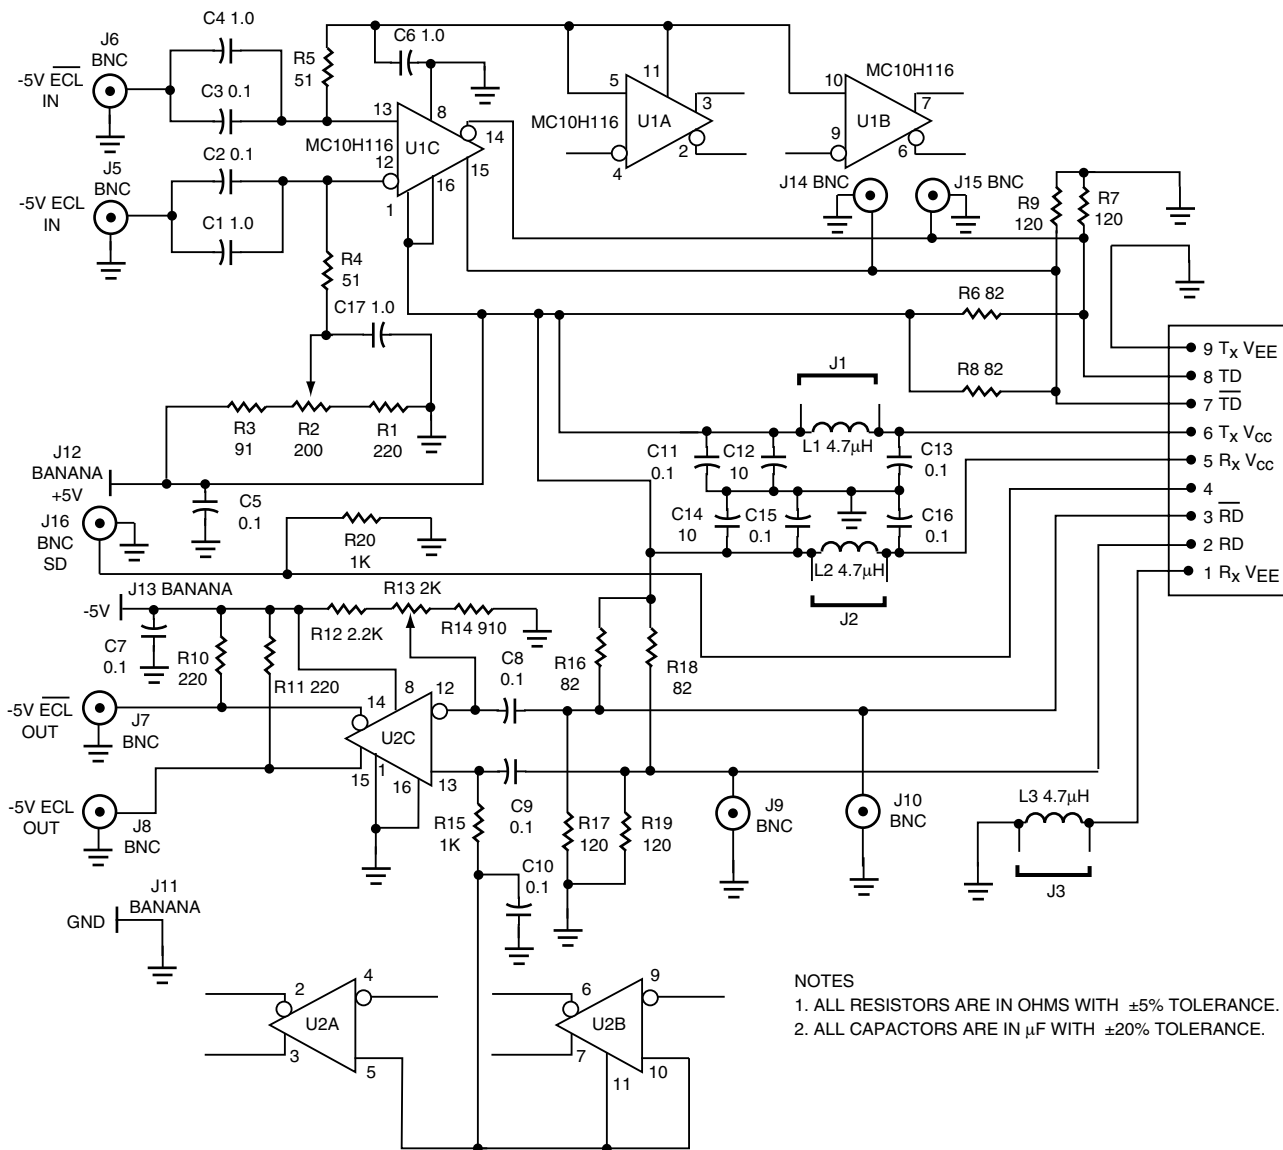 C4 1.0
J6
BNC
-5V ECL
IN
C3 0.1
R5
51
C6 1.0
13
8
14
MC10H116
12
U1C
15
16
1
5
11
3
MC10H116
U1A
2
4
10
MC10H116
7
U1B
9
6
C2 0.1
J5
BNC
-5V ECL
IN
C1 1.0
R4
51
C17 1.0
J14 BNC
J15 BNC
R9
120
R7
120
R6 82
R8 82
J1
L1 4.7μH
C11
0.1
C12
10
C13
0.1
C14
10
C15
0.1
C16
0.1
L2 4.7μH
J2
9 TX VEE
8 TD
7 TD
6 TX VCC
5 RX VCC
4
3 RD
2 RD
1 RX VEE
R3
91
R2
200
R1
220
J12
BANANA
+5V
C5
0.1
J16
BNC
SD
R20
1K
J13 BANANA
-5V
R13 2K
R12 2.2K
R14 910
C7
0.1
R10
220
R11 220
C8
0.1
R16
82
R18
82
-5V ECL
OUT
J7
BNC
14
8
12
U2C
15
1
16
13
-5V ECL
OUT
J8
BNC
R15
1K
C9
0.1
C10
0.1
R17
120
R19
120
J9
BNC
J10
BNC
L3 4.7μH
J3
J11
BANANA
GND
2
4
U2A
3
5
6
9
U2B
7
10
11
NOTES
1. ALL RESISTORS ARE IN OHMS WITH ±5% TOLERANCE.
2. ALL CAPACTORS ARE IN μF WITH ±20% TOLERANCE.